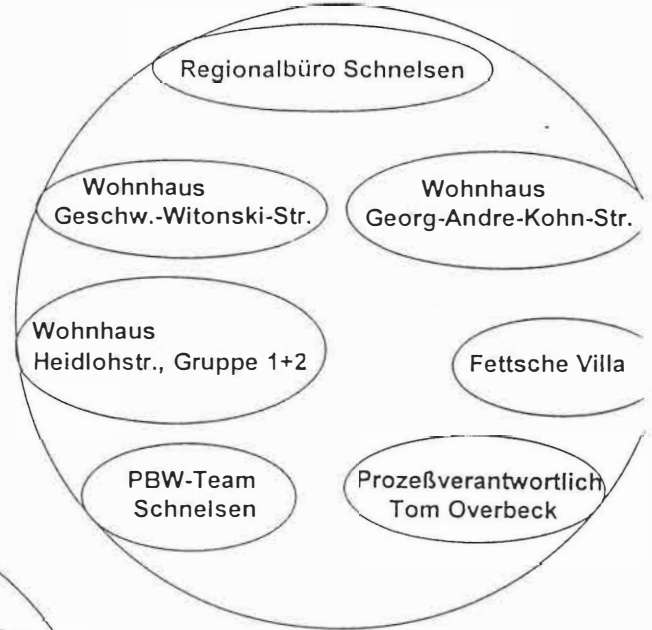 Regionalbüro Schnelsen
Wohnhaus
Geschw.-Witonski-Str.
Wohnhaus
Georg-Andre-Kohn-Str.
Wohnhaus
Heidlohstr., Gruppe 1+2
Fettsche Villa
PBW-Team
Schnelsen
Prozeßverantwortlich
Tom Overbeck